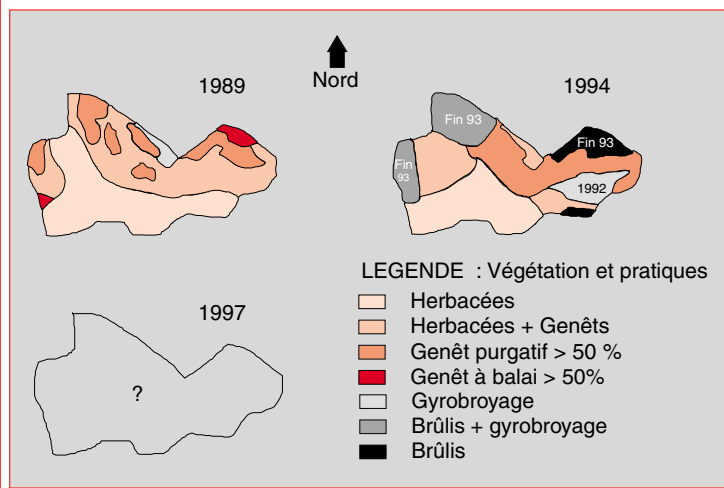 Nord
1989
1994
Fin 93
Fin 93
Fin
93
1992
LEGENDE : Végétation et pratiques
Herbacées
Herbacées + Genêts
Genêt purgatif > 50 %
Genêt à balai > 50%
Gyrobroyage
Brûlis + gyrobroyage
Brûlis
1997
?